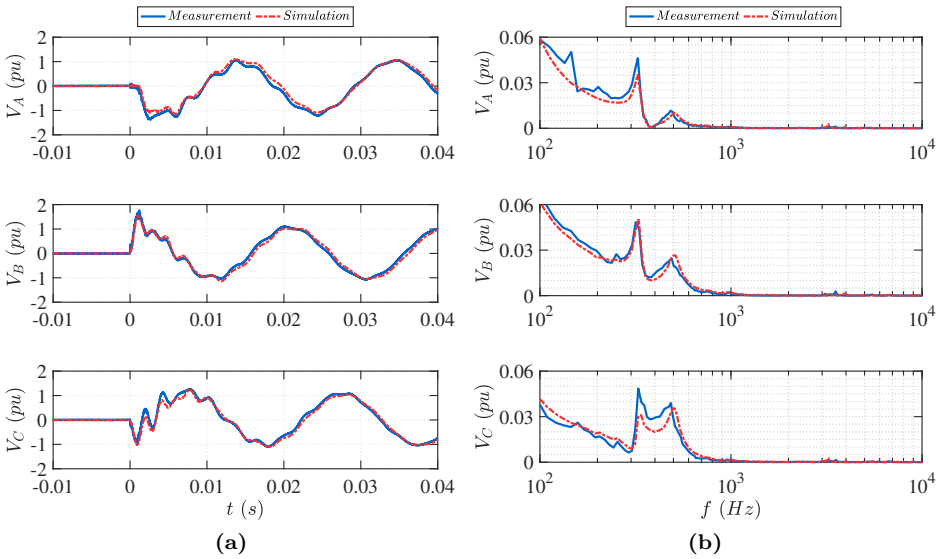 Measurement Simulation
Measurement Simulation
V_A (pu)
2
1
0
-1
-2
-0.01 0 0.01 0.02 0.03 0.04
V_A (pu)
0.06
0.03
0
10^2 10^3 10^4
V_B (pu)
2
1
0
-1
-2
-0.01 0 0.01 0.02 0.03 0.04
V_B (pu)
0.06
0.03
0
10^2 10^3 10^4
V_C (pu)
2
1
0
-1
-2
-0.01 0 0.01 0.02 0.03 0.04
t (s)
V_C (pu)
0.06
0.03
0
10^2 10^3 10^4
f (Hz)
(a)
(b)